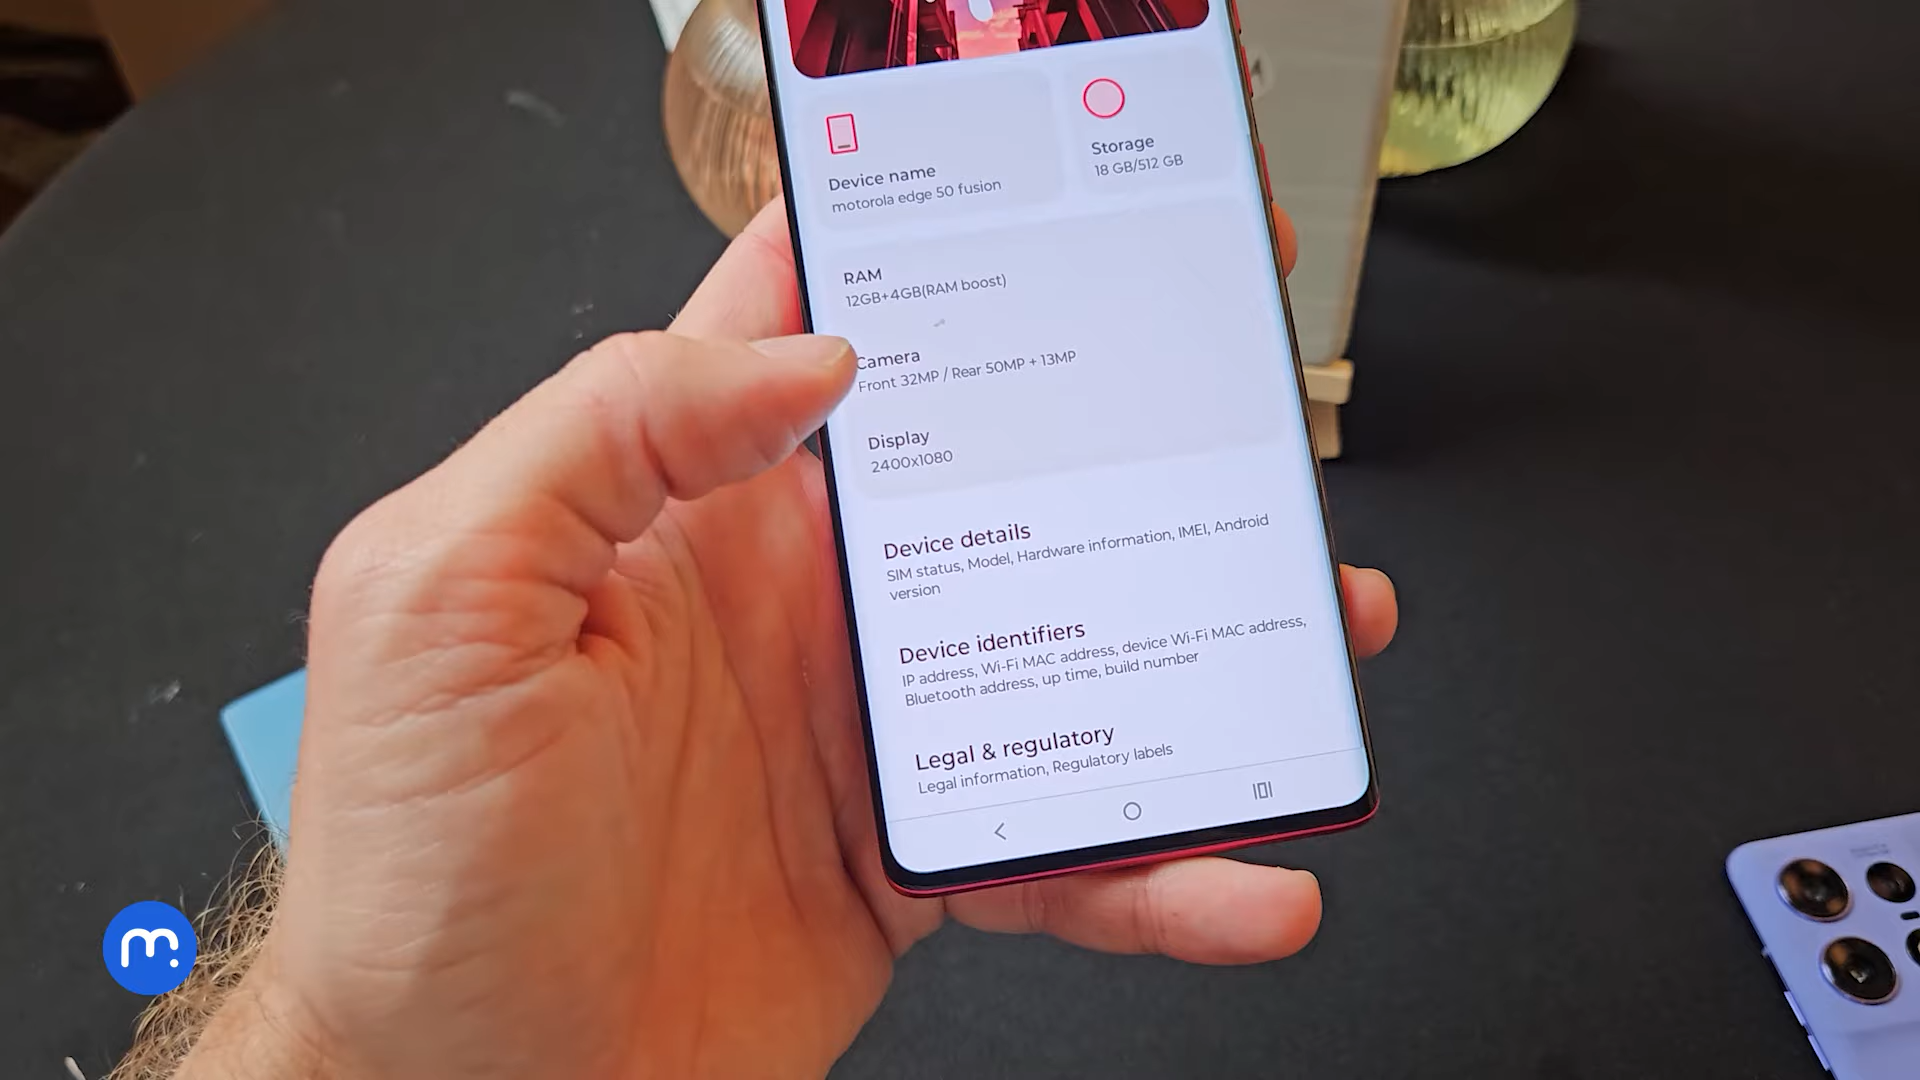 Device name
motorola edge 50 fusion
Storage
18 GB/512 GB
RAM
12GB+4GB(RAM boost)
Camera
Front 32MP / Rear 50MP + 13MP
Display
2400x1080
Device details
SIM status, Model, Hardware information, IMEI, Android
version
Device identifiers
IP address, Wi-Fi MAC address, device Wi-Fi MAC address,
Bluetooth address, up time, build number
Legal & regulatory
Legal information, Regulatory labels
m.